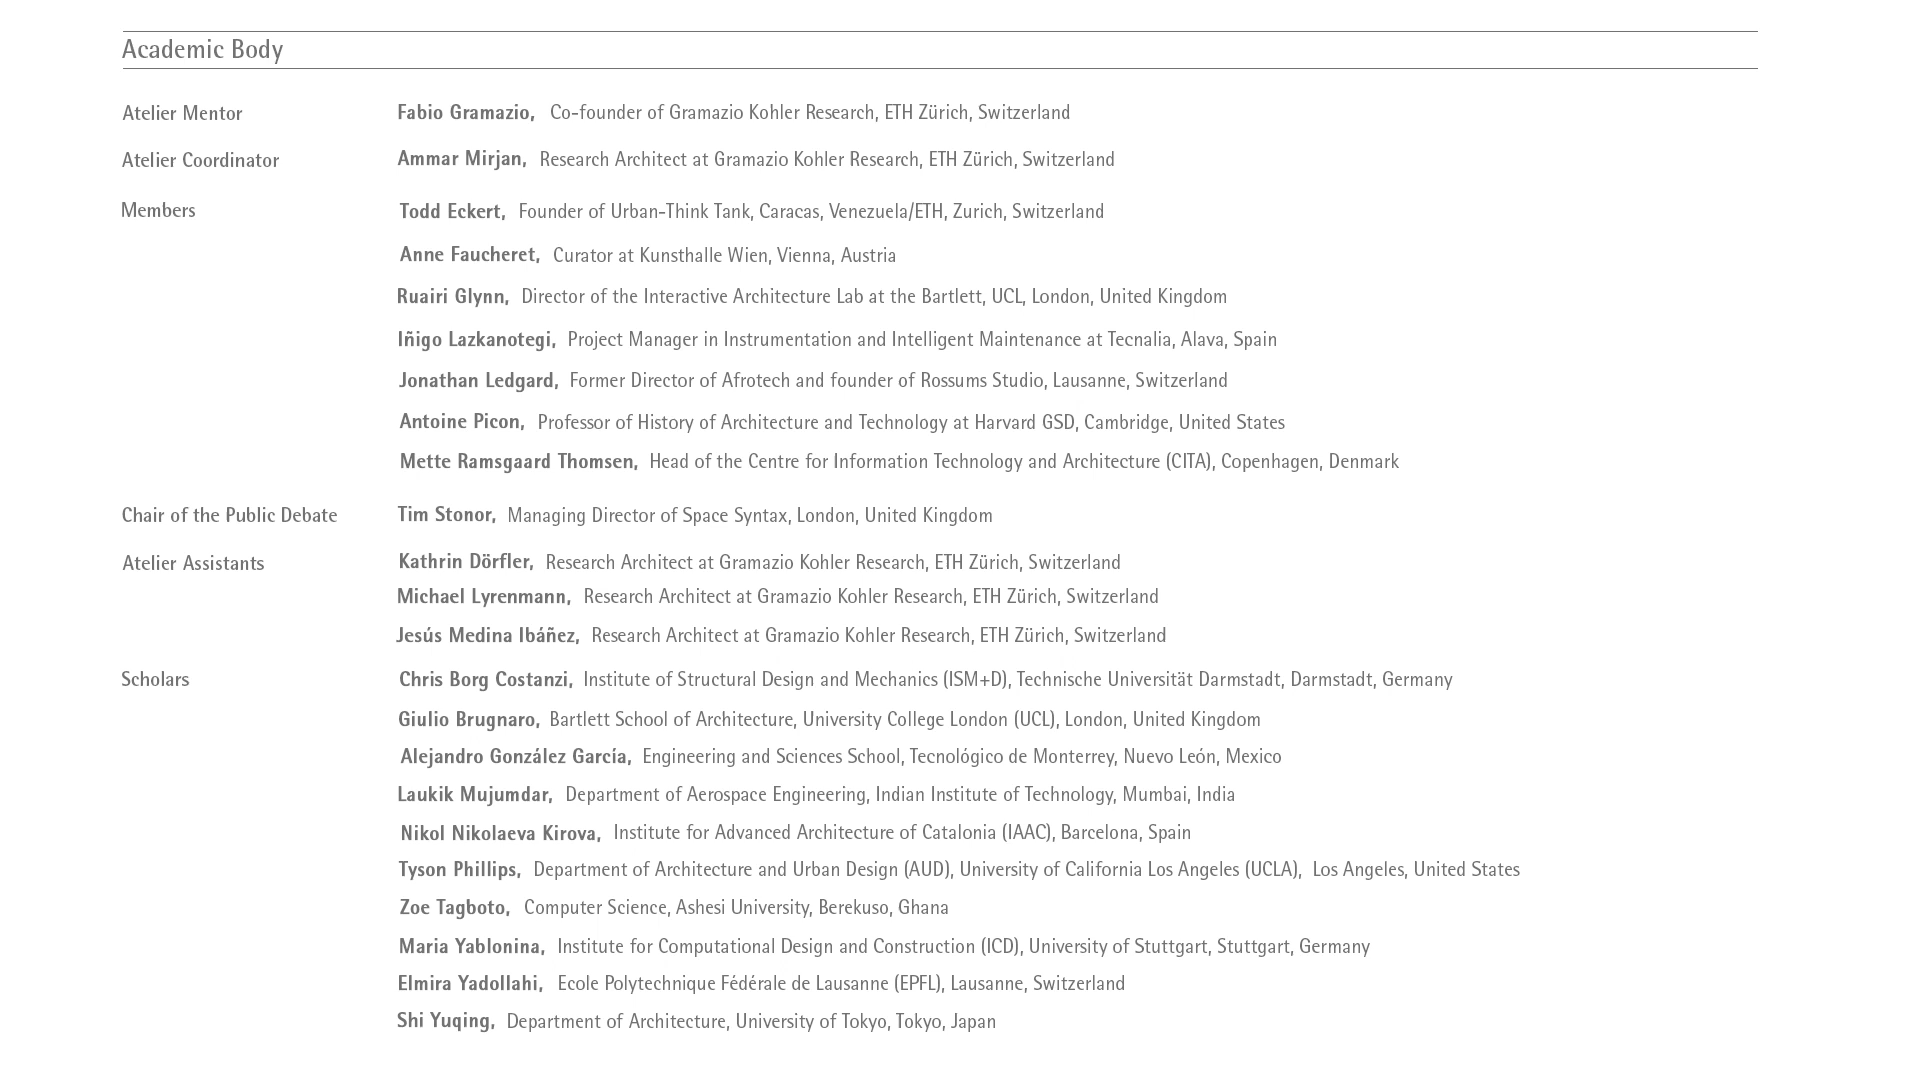 Academic Body
Atelier Mentor Fabio Gramazio, Co-founder of Gramazio Kohler Research, ETH Zürich, Switzerland
Atelier Coordinator Ammar Mirjan, Research Architect at Gramazio Kohler Research, ETH Zürich, Switzerland
Members Todd Eckert, Founder of Urban-Think Tank, Caracas, Venezuela/ETH, Zurich, Switzerland
Anne Faucheret, Curator at Kunsthalle Wien, Vienna, Austria
Ruairi Glynn, Director of the Interactive Architecture Lab at the Bartlett, UCL, London, United Kingdom
Iñigo Lazkanotegi, Project Manager in Instrumentation and Intelligent Maintenance at Tecnalia, Alava, Spain
Jonathan Ledgard, Former Director of Afrotech and founder of Rossums Studio, Lausanne, Switzerland
Antoine Picon, Professor of History of Architecture and Technology at Harvard GSD, Cambridge, United States
Mette Ramsgaard Thomsen, Head of the Centre for Information Technology and Architecture (CITA), Copenhagen, Denmark
Chair of the Public Debate Tim Stonor, Managing Director of Space Syntax, London, United Kingdom
Atelier Assistants Kathrin Dörfler, Research Architect at Gramazio Kohler Research, ETH Zürich, Switzerland
Michael Lyrenmann, Research Architect at Gramazio Kohler Research, ETH Zürich, Switzerland
Jesús Medina Ibáñez, Research Architect at Gramazio Kohler Research, ETH Zürich, Switzerland
Scholars Chris Borg Costanzi, Institute of Structural Design and Mechanics (ISM+D), Technische Universität Darmstadt, Darmstadt, Germany
Giulio Brugnaro, Bartlett School of Architecture, University College London (UCL), London, United Kingdom
Alejandro González García, Engineering and Sciences School, Tecnológico de Monterrey, Nuevo León, Mexico
Laukik Mujumdar, Department of Aerospace Engineering, Indian Institute of Technology, Mumbai, India
Nikol Nikolaeva Kirova, Institute for Advanced Architecture of Catalonia (IAAC), Barcelona, Spain
Tyson Phillips, Department of Architecture and Urban Design (AUD), University of California Los Angeles (UCLA), Los Angeles, United States
Zoe Tagboto, Computer Science, Ashesi University, Berekuso, Ghana
Maria Yablonina, Institute for Computational Design and Construction (ICD), University of Stuttgart, Stuttgart, Germany
Elmira Yadollahi, Ecole Polytechnique Fédérale de Lausanne (EPFL), Lausanne, Switzerland
Shi Yuqing, Department of Architecture, University of Tokyo, Tokyo, Japan